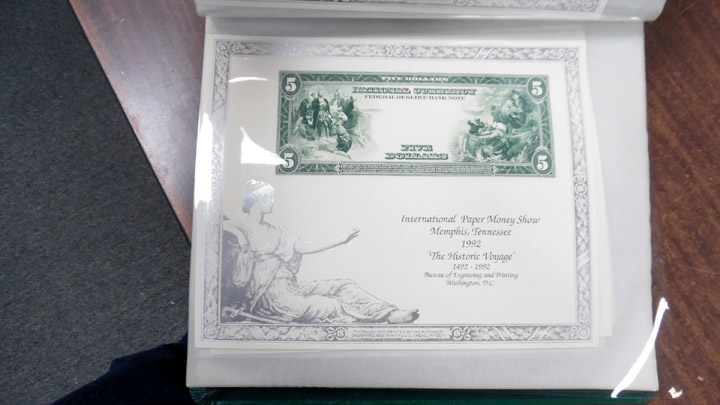 FIVE DOLLARS
5 5
NATIONAL CURRENCY
FEDERAL RESERVE BANK NOTE
FIVE
DOLLARS
5 5
International Paper Money Show
Memphis, Tennessee
1992
'The Historic Voyage'
1492 - 1992
Bureau of Engraving and Printing
Washington, D.C.